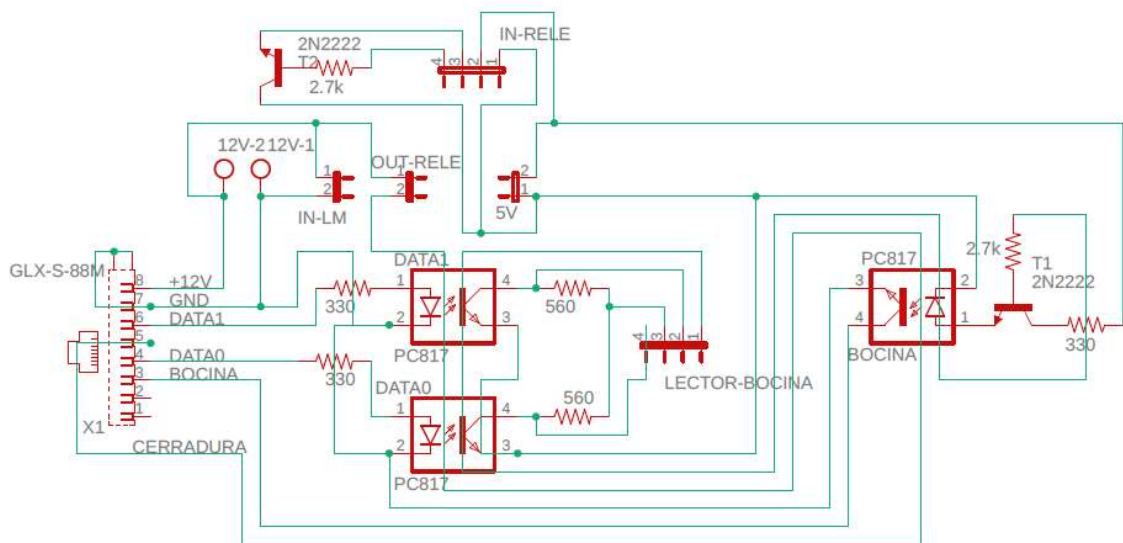 IN-RELE
2N2222
T2
4 3 2 1
2.7k
12V-2 12V-1
1
2
IN-LM
OUT-RELE
1
2
2
1
5V
GLX-S-88M
8 +12V
7 GND
6 DATA1
5
4 DATA0
3 BOCINA
2
1
X1
CERRADURA
330
330
DATA1
1
2
4
3
PC817
DATA0
1
2
4
3
PC817
560
560
4 3 2 1
LECTOR-BOCINA
PC817
3
4
2
1
BOCINA
2.7k
T1
2N2222
330